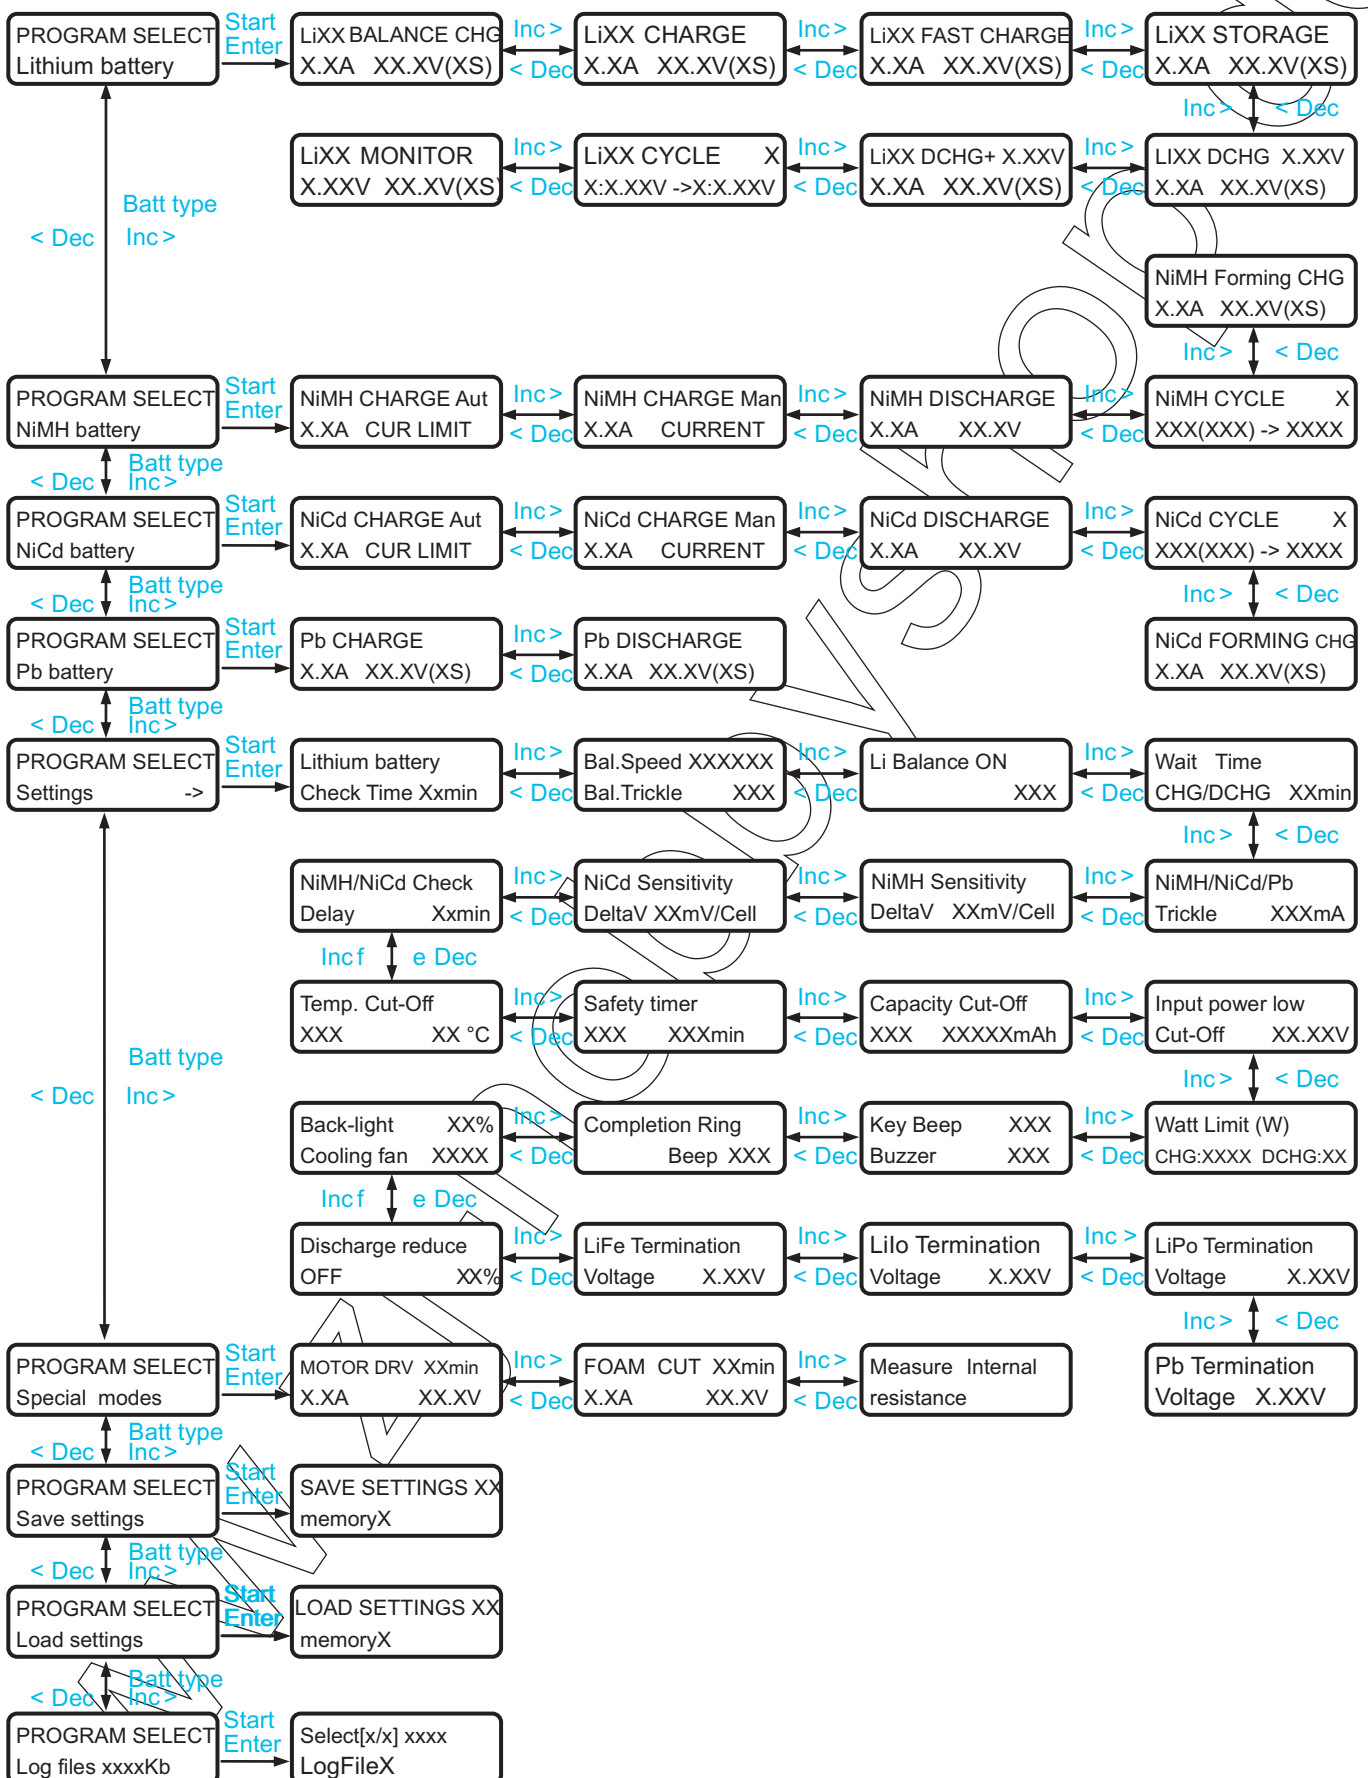 PROGRAM SELECT
Lithium battery
Start
Enter
LiXX BALANCE CHG
X.XA XX.XV(XS)
Inc >
< Dec
LiXX CHARGE
X.XA XX.XV(XS)
Inc >
< Dec
LiXX FAST CHARGE
X.XA XX.XV(XS)
Inc >
< Dec
LiXX STORAGE
X.XA XX.XV(XS)
Inc > < Dec
LiXX MONITOR
X.XXV XX.XV(XS)
Inc >
< Dec
LiXX CYCLE X
X:X.XXV ->X:X.XXV
Inc >
< Dec
LiXX DCHG+ X.XXV
X.XA XX.XV(XS)
Inc >
< Dec
LIXX DCHG X.XXV
X.XA XX.XV(XS)
Batt type
< Dec Inc >
NiMH Forming CHG
X.XA XX.XV(XS)
Inc > < Dec
PROGRAM SELECT
NiMH battery
Start
Enter
NiMH CHARGE Aut
X.XA CUR LIMIT
Inc >
< Dec
NiMH CHARGE Man
X.XA CURRENT
Inc >
< Dec
NiMH DISCHARGE
X.XA XX.XV
Inc >
< Dec
NiMH CYCLE X
XXX(XXX) -> XXXX
Batt type
< Dec Inc >
PROGRAM SELECT
NiCd battery
Start
Enter
NiCd CHARGE Aut
X.XA CUR LIMIT
Inc >
< Dec
NiCd CHARGE Man
X.XA CURRENT
Inc >
< Dec
NiCd DISCHARGE
X.XA XX.XV
Inc >
< Dec
NiCd CYCLE X
XXX(XXX) -> XXXX
Inc > < Dec
Batt type
< Dec Inc >
PROGRAM SELECT
Pb battery
Start
Enter
Pb CHARGE
X.XA XX.XV(XS)
Inc >
< Dec
Pb DISCHARGE
X.XA XX.XV(XS)
NiCd FORMING CHG
X.XA XX.XV(XS)
Batt type
< Dec Inc >
PROGRAM SELECT
Settings ->
Start
Enter
Lithium battery
Check Time Xxmin
Inc >
< Dec
Bal.Speed XXXXXX
Bal.Trickle XXX
Inc >
< Dec
Li Balance ON
XXX
Inc >
< Dec
Wait Time
CHG/DCHG XXmin
Inc > < Dec
NiMH/NiCd Check
Delay Xxmin
Inc >
< Dec
NiCd Sensitivity
DeltaV XXmV/Cell
Inc >
< Dec
NiMH Sensitivity
DeltaV XXmV/Cell
Inc >
< Dec
NiMH/NiCd/Pb
Trickle XXXmA
Inc f e Dec
Temp. Cut-Off
XXX XX °C
Inc >
< Dec
Safety timer
XXX XXXmin
Inc >
< Dec
Capacity Cut-Off
XXX XXXXXmAh
Inc >
< Dec
Input power low
Cut-Off XX.XXV
Inc > < Dec
Batt type
< Dec Inc >
Back-light XX%
Cooling fan XXXX
Inc >
< Dec
Completion Ring
Beep XXX
Inc >
< Dec
Key Beep XXX
Buzzer XXX
Inc >
< Dec
Watt Limit (W)
CHG:XXXX DCHG:XX
Inc f e Dec
Discharge reduce
OFF XX%
Inc >
< Dec
LiFe Termination
Voltage X.XXV
Inc >
< Dec
LiIo Termination
Voltage X.XXV
Inc >
< Dec
LiPo Termination
Voltage X.XXV
Inc > < Dec
PROGRAM SELECT
Special modes
Start
Enter
MOTOR DRV XXmin
X.XA XX.XV
Inc >
< Dec
FOAM CUT XXmin
X.XA XX.XV
Inc >
< Dec
Measure Internal
resistance
Pb Termination
Voltage X.XXV
Batt type
< Dec Inc >
PROGRAM SELECT
Save settings
Start
Enter
SAVE SETTINGS XX
memoryX
Batt type
< Dec Inc >
PROGRAM SELECT
Load settings
Start
Enter
LOAD SETTINGS XX
memoryX
Batt type
< Dec Inc >
PROGRAM SELECT
Log files xxxxKb
Start
Enter
Select[x/x] xxxx
LogFileX